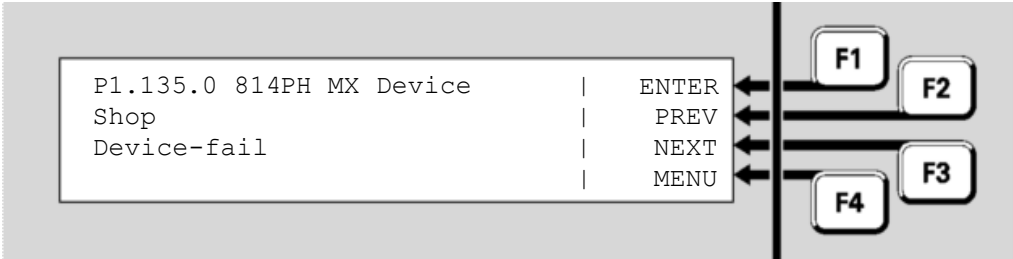 P1.135.0 814PH MX Device | ENTER
Shop | PREV
Device-fail | NEXT
| MENU
F1
F2
F3
F4